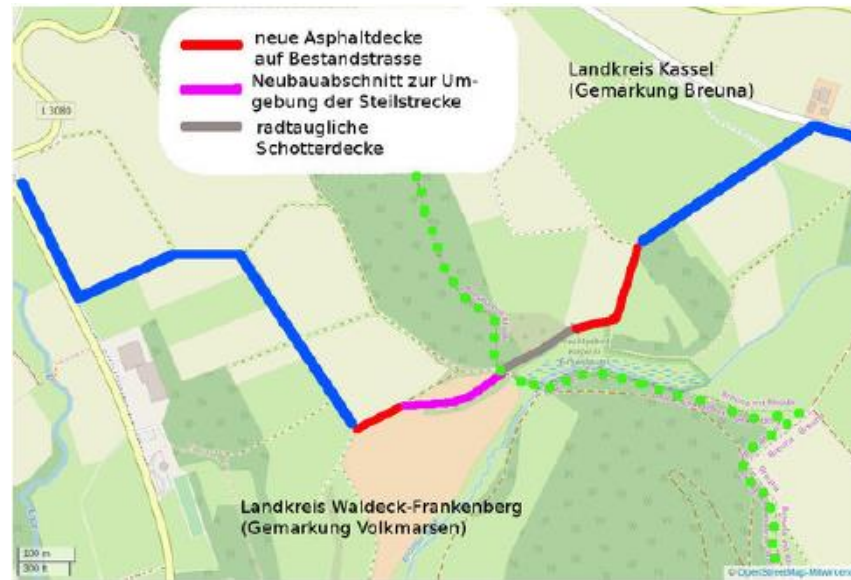 neue Asphaltdecke
auf Bestandstrasse
Neubauabschnitt zur Um-
gebung der Steilstrecke
radtaugliche
Schotterdecke
Landkreis Kassel
(Gemarkung Breuna)
L 3080
Landkreis Waldeck-Frankenberg
(Gemarkung Volkmarsen)
Breuna
100 m
300 ft
© OpenStreetMap-Mitwirkende